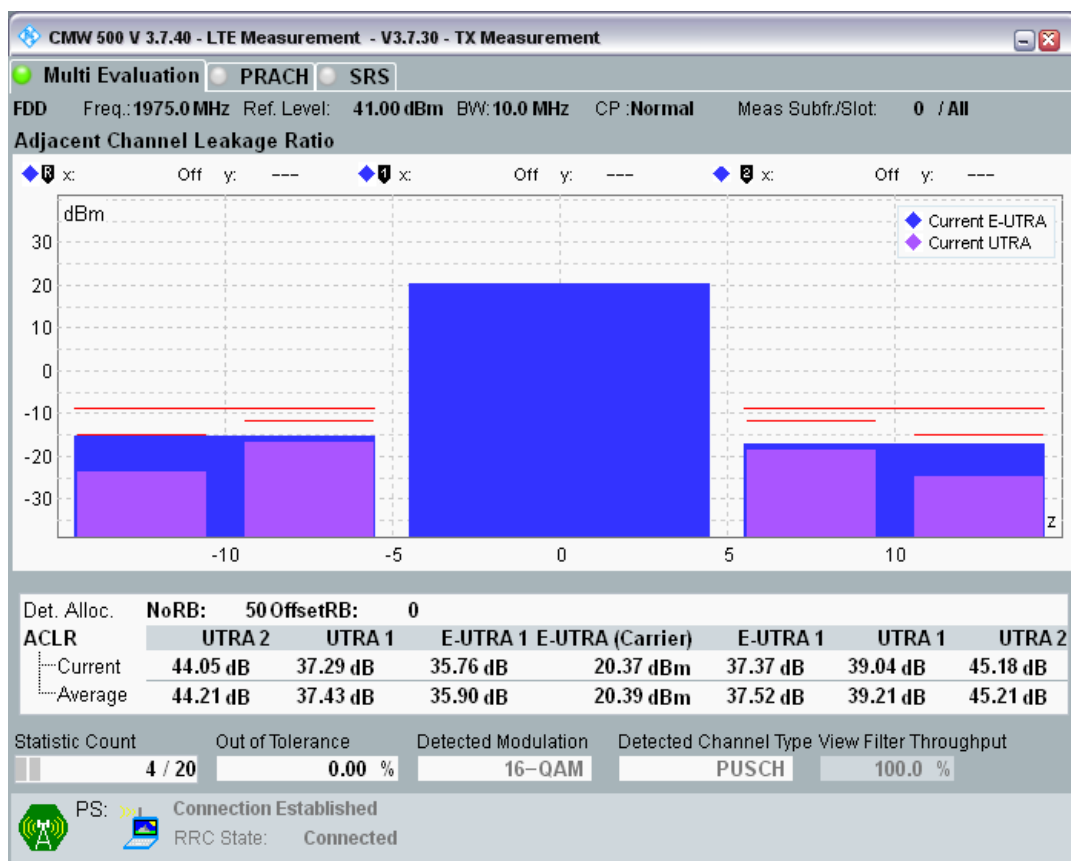 CMW 500 V 3.7.40 - LTE Measurement - V3.7.30 - TX Measurement
Multi Evaluation PRACH SRS
FDD Freq.: 1975.0 MHz Ref. Level: 41.00 dBm BW: 10.0 MHz CP :Normal Meas Subfr./Slot: 0 / All
Adjacent Channel Leakage Ratio
R x: Off y: --- 1 x: Off y: --- 2 x: Off y: ---
dBm
Current E-UTRA
Current UTRA
30
20
10
0
-10
-20
-30
z
-10 -5 0 5 10
Det. Alloc. NoRB: 50 OffsetRB: 0
ACLR UTRA 2 UTRA 1 E-UTRA 1 E-UTRA (Carrier) E-UTRA 1 UTRA 1 UTRA 2
Current 44.05 dB 37.29 dB 35.76 dB 20.37 dBm 37.37 dB 39.04 dB 45.18 dB
Average 44.21 dB 37.43 dB 35.90 dB 20.39 dBm 37.52 dB 39.21 dB 45.21 dB
Statistic Count Out of Tolerance Detected Modulation Detected Channel Type View Filter Throughput
4 / 20 0.00 % 16-QAM PUSCH 100.0 %
PS: Connection Established
RRC State: Connected